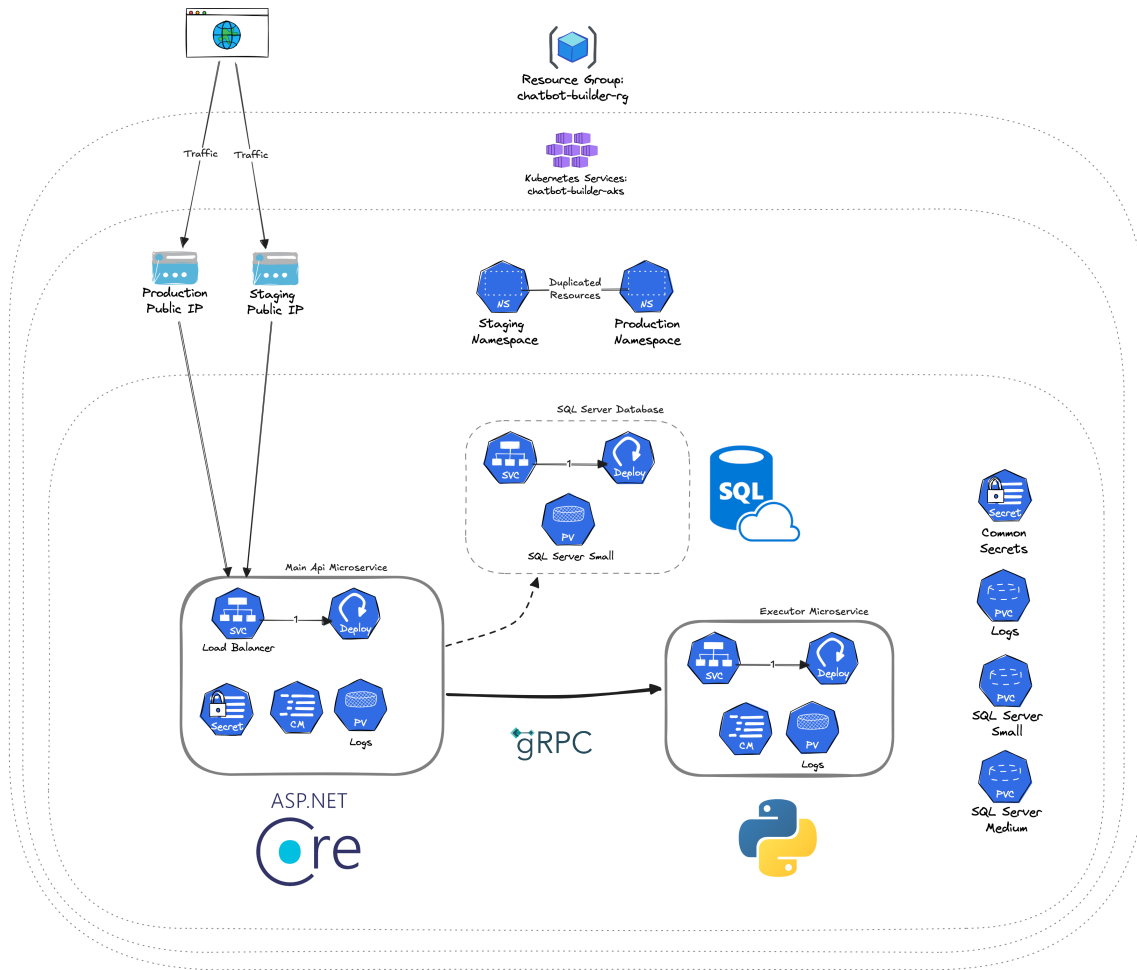 Resource Group:
chatbot-builder-rg
Kubernetes Services:
chatbot-builder-aks
Traffic
Traffic
Production
Public IP
Staging
Public IP
NS
Duplicated
Resources
NS
Staging
Namespace
Production
Namespace
SQL Server Database
SVC
1
Deploy
PV
SQL Server Small
SQL
Secret
Common
Secrets
PVC
Logs
PVC
SQL Server
Small
PVC
SQL Server
Medium
Main Api Microservice
SVC
1
Deploy
Load Balancer
Secret
CM
PV
Logs
gRPC
Executor Microservice
SVC
1
Deploy
CM
PV
Logs
ASP.NET
Core